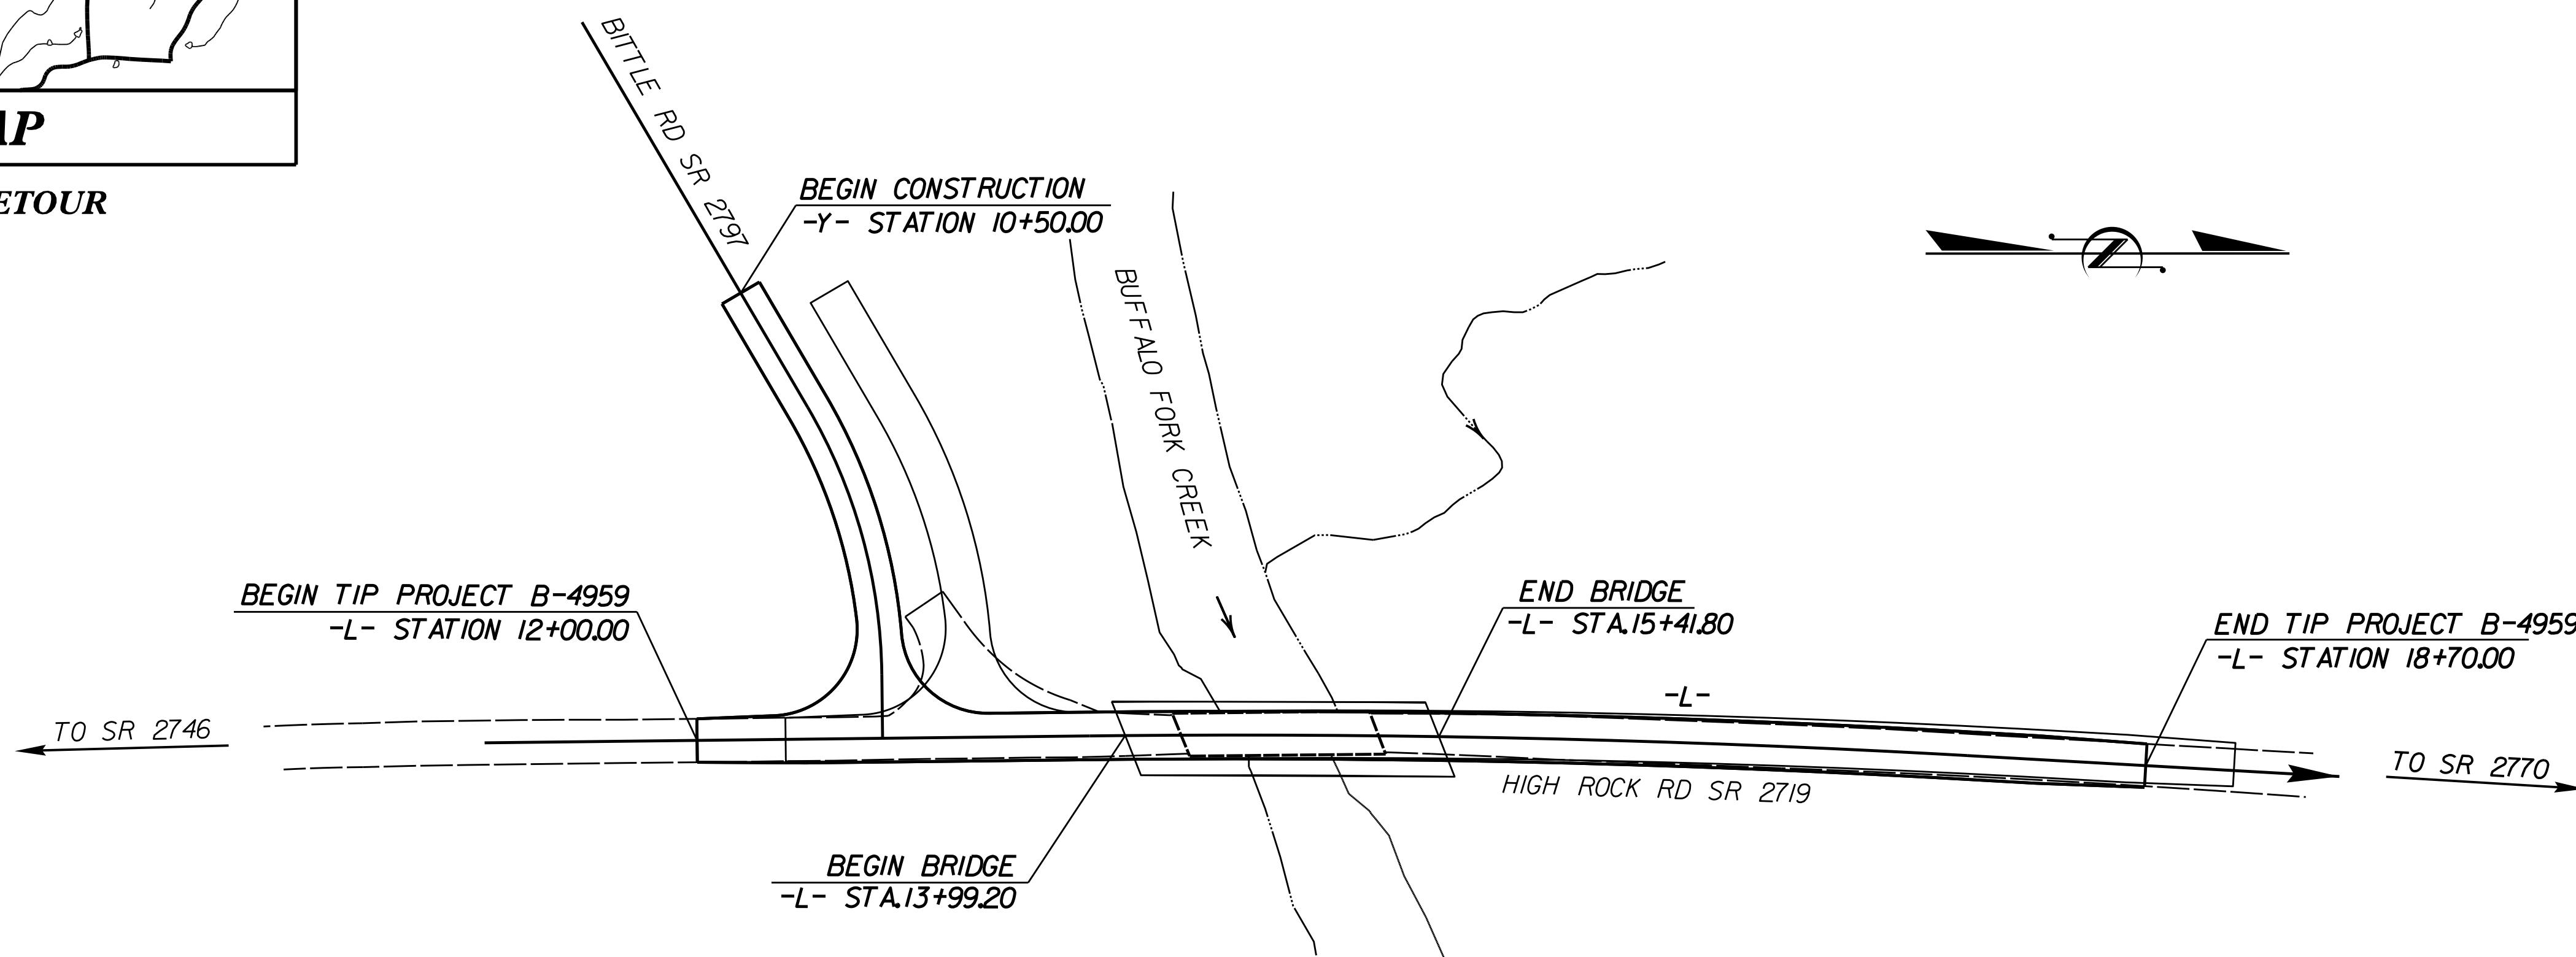 AP
ETOUR
BITTLE RD SR 2797
BEGIN CONSTRUCTION
-Y- STATION 10+50.00
BUFFALO FORK CREEK
BEGIN TIP PROJECT B-4959
-L- STATION 12+00.00
END BRIDGE
-L- STA.15+41.80
END TIP PROJECT B-4959
-L- STATION 18+70.00
-L-
TO SR 2746
TO SR 2770
HIGH ROCK RD SR 2719
BEGIN BRIDGE
-L- STA.13+99.20